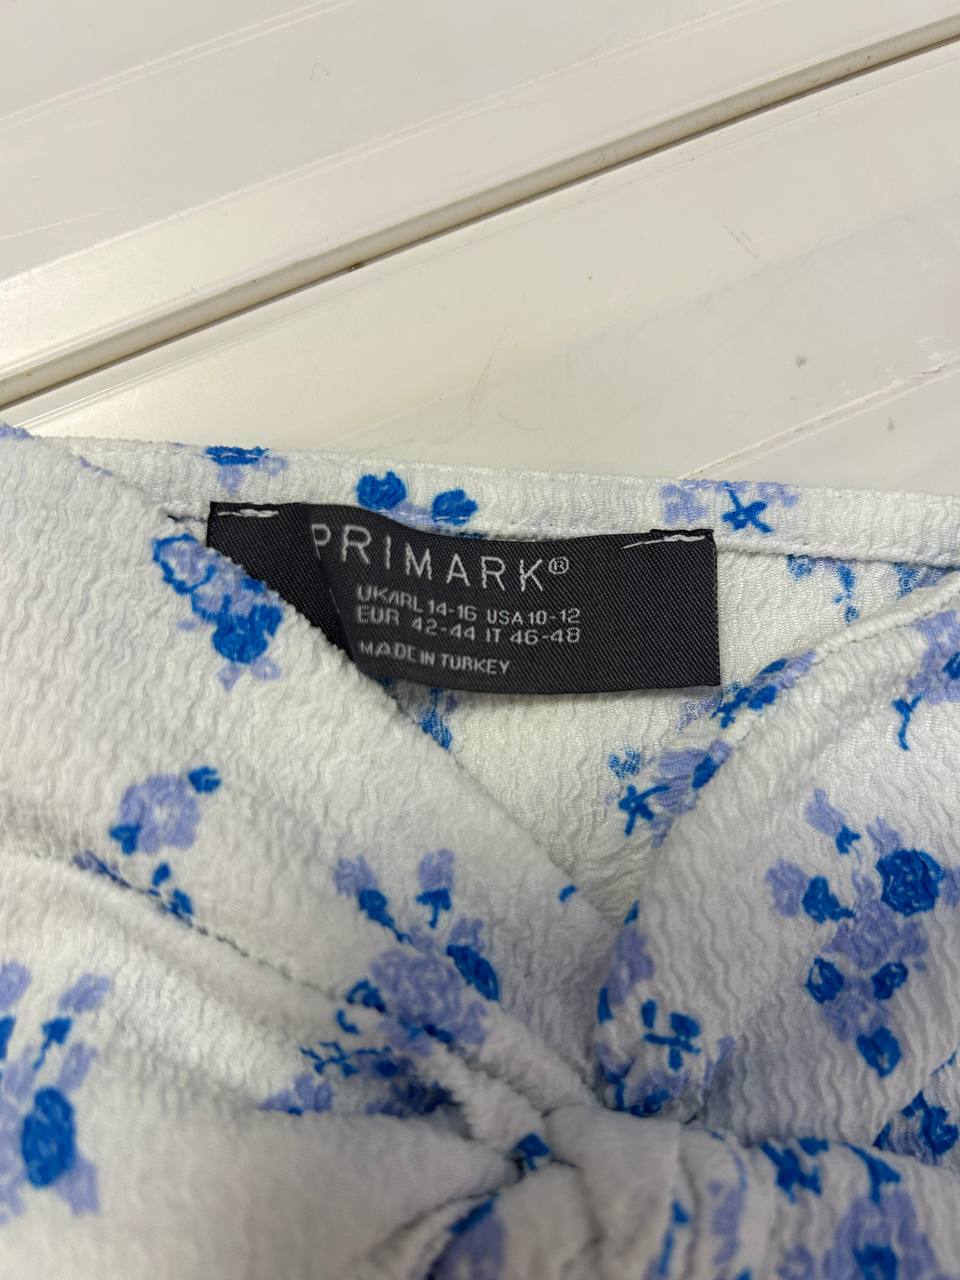 PRIMARK®
UK/IRL 14-16 USA 10-12
EUR 42-44 IT 46-48
MADE IN TURKEY